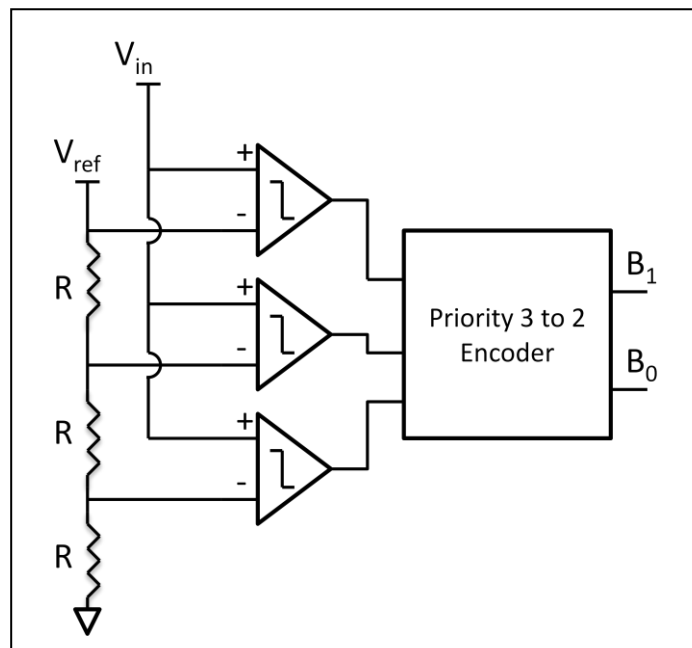 V_in
V_ref
+
-
R
+
-
R
+
-
R
Priority 3 to 2
Encoder
B_1
B_0